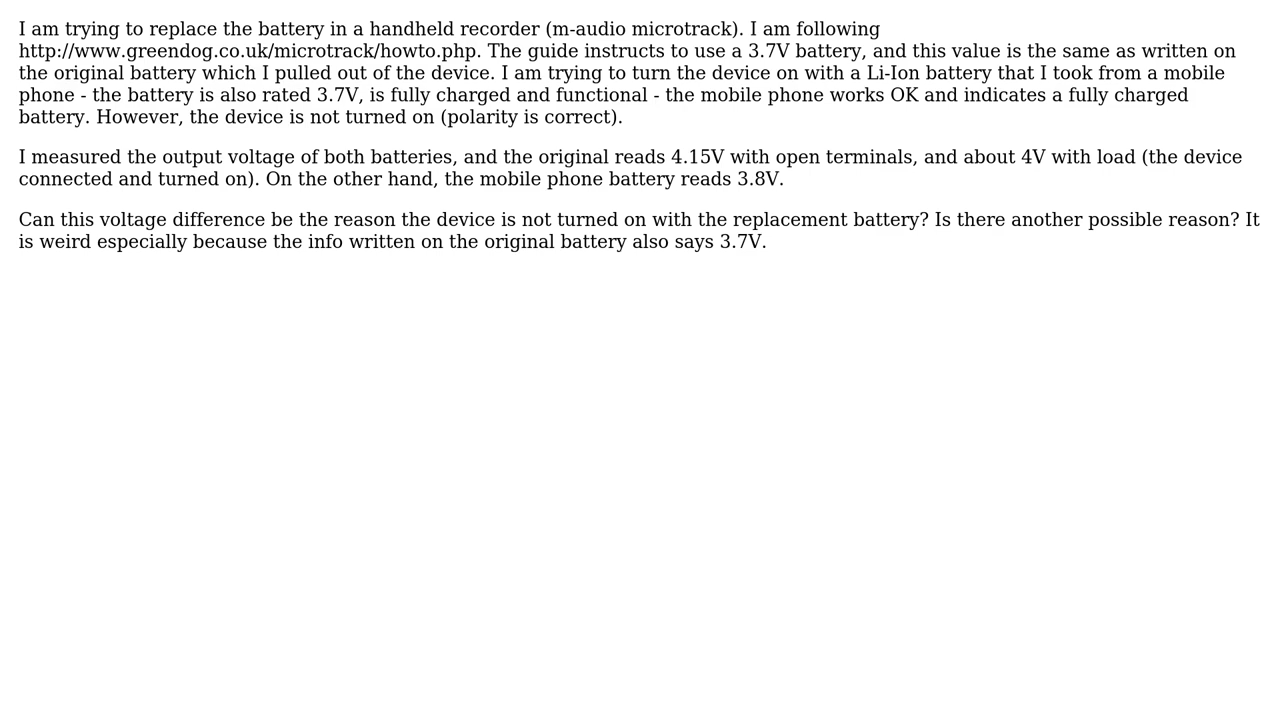 I am trying to replace the battery in a handheld recorder (m-audio microtrack). I am following
http://www.greendog.co.uk/microtrack/howto.php. The guide instructs to use a 3.7V battery, and this value is the same as written on
the original battery which I pulled out of the device. I am trying to turn the device on with a Li-Ion battery that I took from a mobile
phone - the battery is also rated 3.7V, is fully charged and functional - the mobile phone works OK and indicates a fully charged
battery. However, the device is not turned on (polarity is correct).
I measured the output voltage of both batteries, and the original reads 4.15V with open terminals, and about 4V with load (the device
connected and turned on). On the other hand, the mobile phone battery reads 3.8V.
Can this voltage difference be the reason the device is not turned on with the replacement battery? Is there another possible reason? It
is weird especially because the info written on the original battery also says 3.7V.